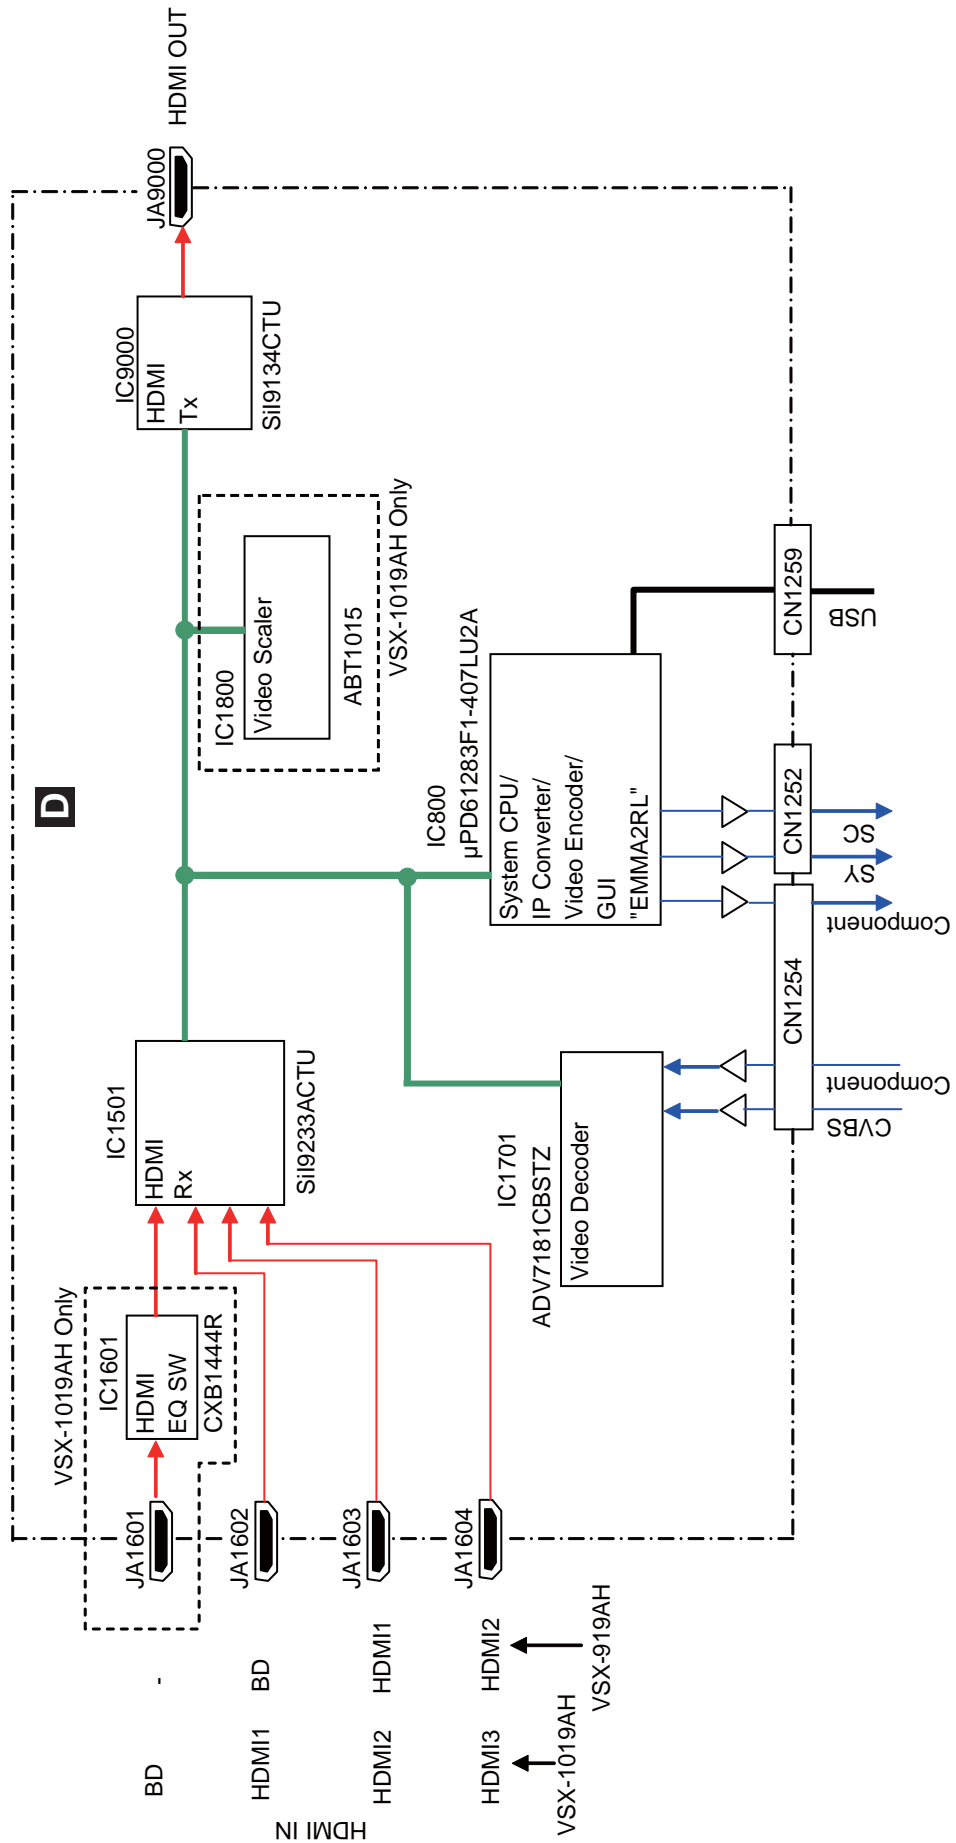 D
HDMI IN
BD
-
JA1601
VSX-1019AH Only
IC1601
HDMI
EQ SW
CXB1444R
HDMI1
BD
JA1602
HDMI2
HDMI1
JA1603
HDMI3
HDMI2
JA1604
VSX-1019AH
VSX-919AH
IC1501
HDMI
Rx
SiI9233ACTU
IC1800
Video Scaler
ABT1015
VSX-1019AH Only
IC9000
HDMI
Tx
SiI9134CTU
JA9000
HDMI OUT
IC1701
ADV7181CBSTZ
Video Decoder
IC800
µPD61283F1-407LU2A
System CPU/
IP Converter/
Video Encoder/
GUI
"EMMA2RL"
CN1254
CN1252
CN1259
CVBS
Component
Component
SY
SC
USB